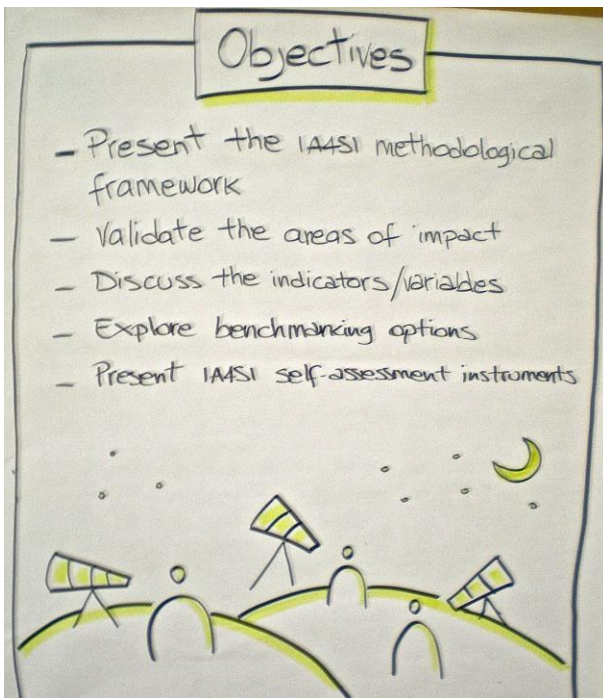 Objectives
- Present the IA4SI methodological
framework
- Validate the areas of impact
- Discuss the indicators/variables
- Explore benchmarking options
- Present IA4SI self-assessment instruments